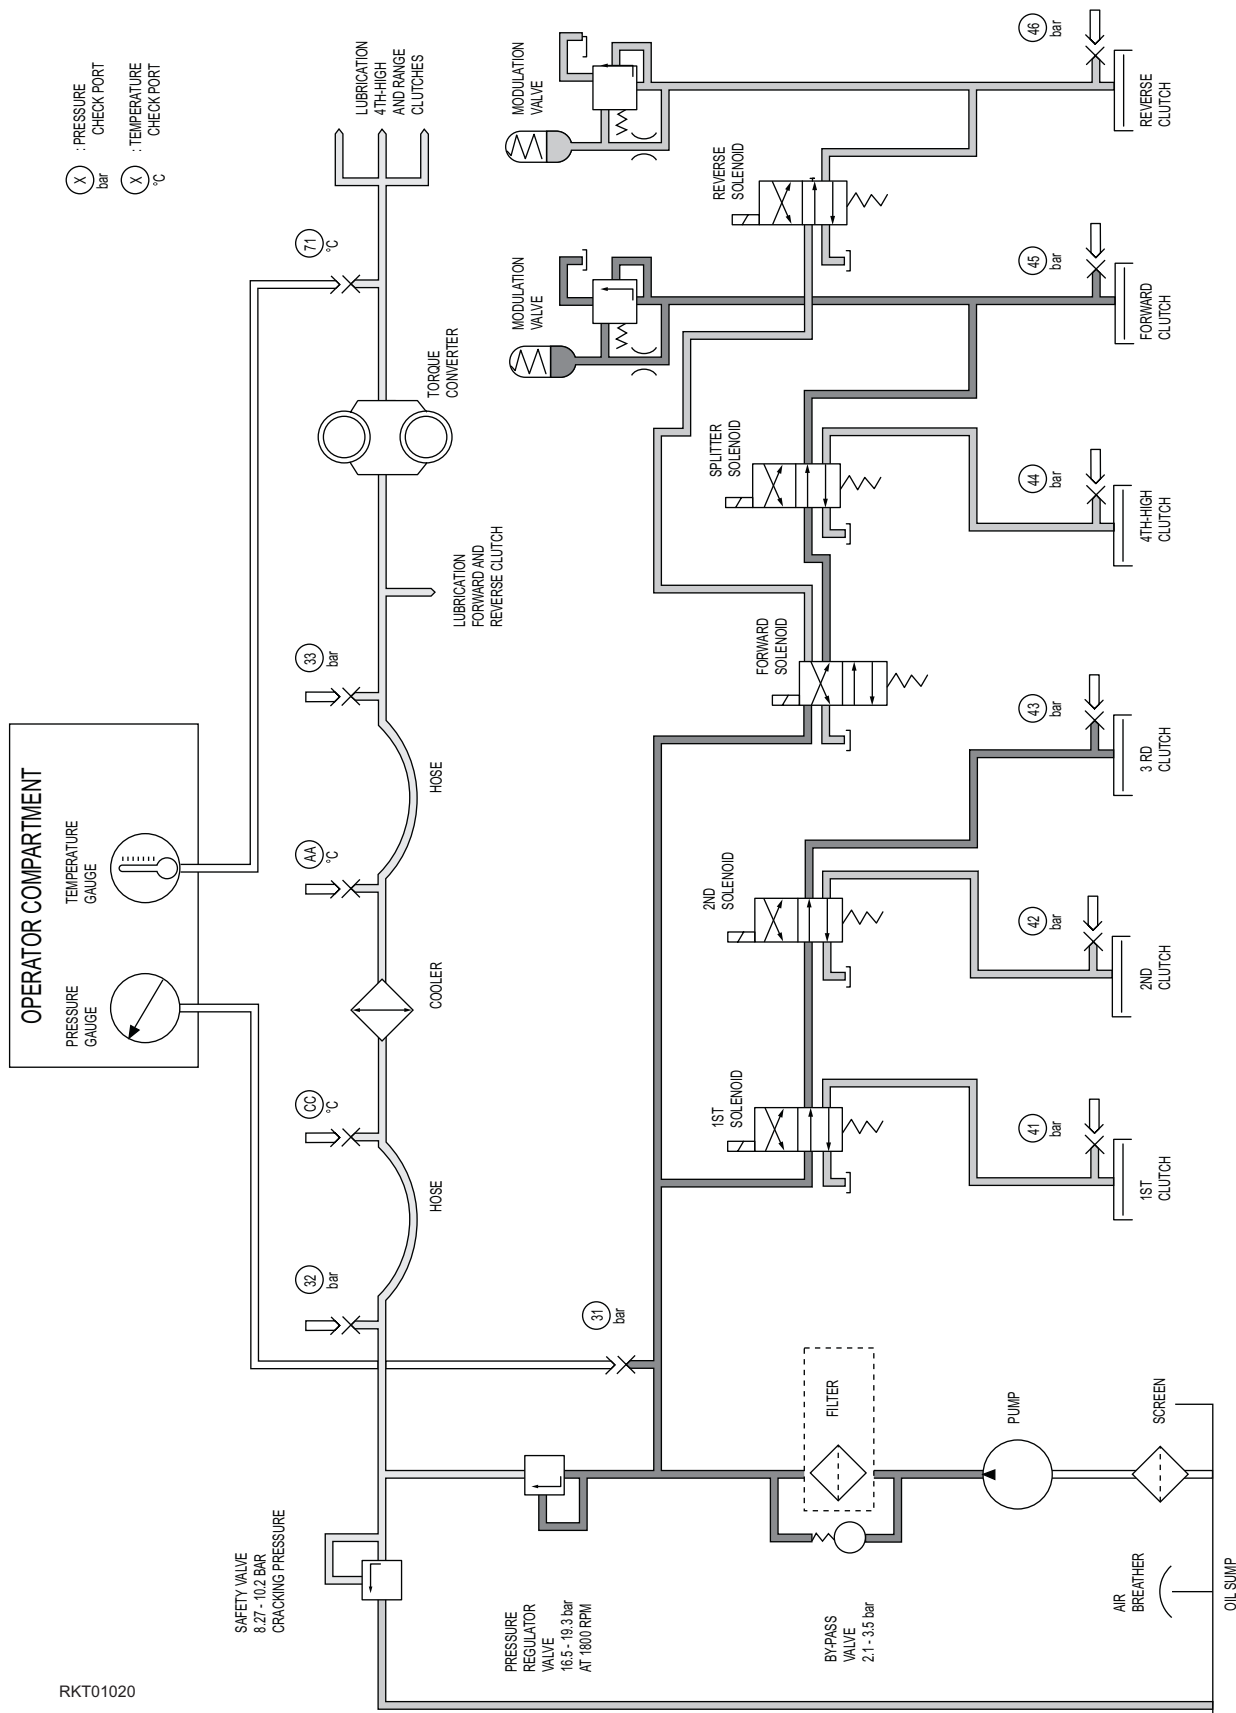 OPERATOR COMPARTMENT
PRESSURE
GAUGE
TEMPERATURE
GAUGE
X
bar
: PRESSURE
CHECK PORT
X
°C
: TEMPERATURE
CHECK PORT
SAFETY VALVE
8.27 - 10.2 BAR
CRACKING PRESSURE
32
bar
HOSE
CC
°C
COOLER
AA
°C
HOSE
33
bar
LUBRICATION
FORWARD AND
REVERSE CLUTCH
TORQUE
CONVERTER
71
°C
LUBRICATION
4TH-HIGH
AND RANGE
CLUTCHES
PRESSURE
REGULATOR
VALVE
16.5 - 19.3 bar
AT 1800 RPM
31
bar
MODULATION
VALVE
MODULATION
VALVE
1ST
SOLENOID
2ND
SOLENOID
FORWARD
SOLENOID
SPLITTER
SOLENOID
REVERSE
SOLENOID
BY-PASS
VALVE
2.1 - 3.5 bar
FILTER
PUMP
SCREEN
AIR
BREATHER
OIL SUMP
41
bar
42
bar
43
bar
44
bar
45
bar
46
bar
1ST
CLUTCH
2ND
CLUTCH
3 RD
CLUTCH
4TH-HIGH
CLUTCH
FORWARD
CLUTCH
REVERSE
CLUTCH
RKT01020